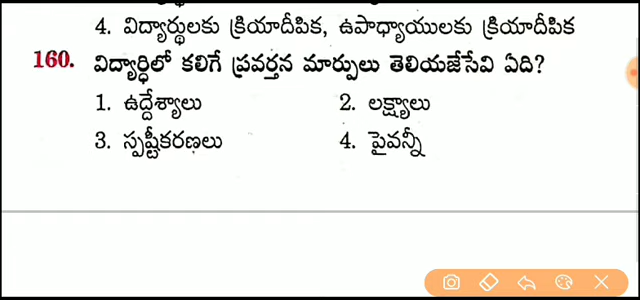 4. విద్యార్థులకు క్రియాదీపిక, ఉపాధ్యాయులకు క్రియాదీపిక
160. విద్యార్థిలో కలిగే ప్రవర్తన మార్పులు తెలియజేసేవి ఏది?
1. ఉద్దేశ్యాలు 2. లక్ష్యాలు
3. స్పష్టీకరణలు 4. పైవన్నీ